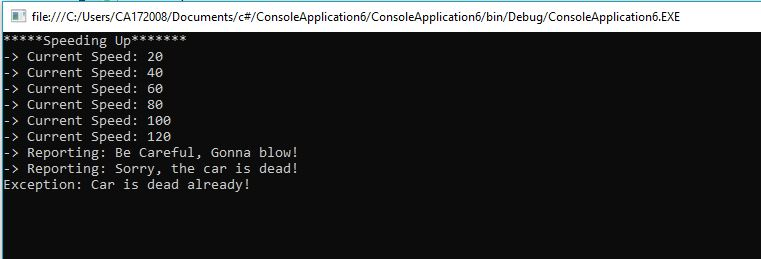 file:///C:/Users/CA172008/Documents/c#/ConsoleApplication6/ConsoleApplication6/bin/Debug/ConsoleApplication6.EXE
*****Speeding Up*******
-> Current Speed: 20
-> Current Speed: 40
-> Current Speed: 60
-> Current Speed: 80
-> Current Speed: 100
-> Current Speed: 120
-> Reporting: Be Careful, Gonna blow!
-> Reporting: Sorry, the car is dead!
Exception: Car is dead already!